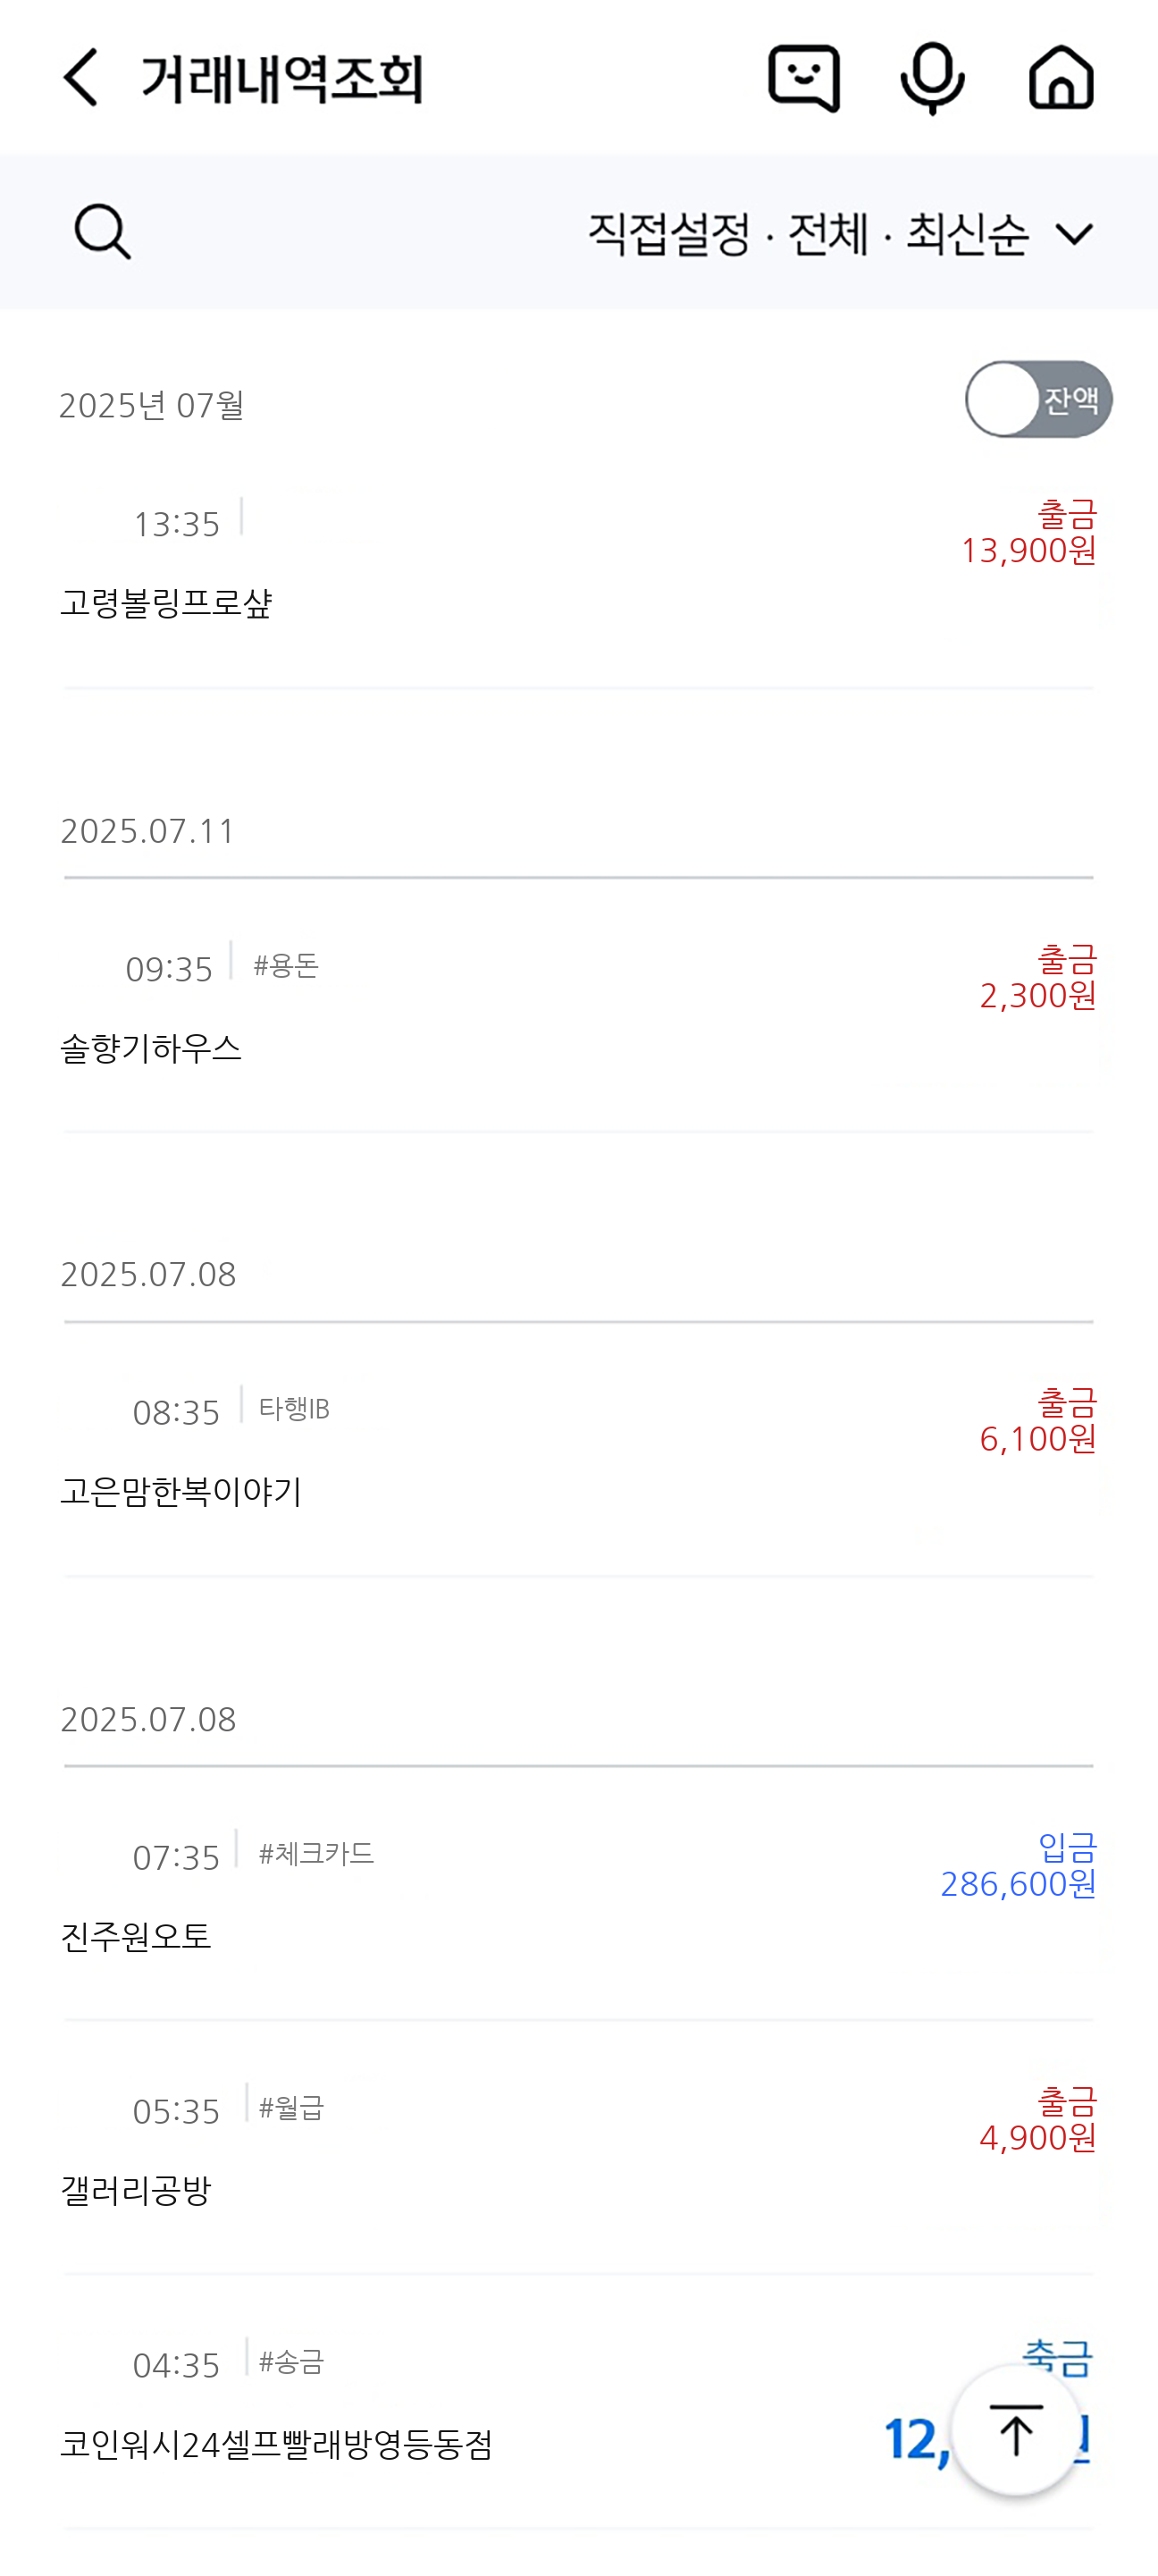 거래내역조회
직접설정 · 전체 · 최신순
2025년 07월
잔액
13:35
출금
13,900원
고령볼링프로샾
2025.07.11
09:35 #용돈
출금
2,300원
솔향기하우스
2025.07.08
08:35 타행IB
출금
6,100원
고은맘한복이야기
2025.07.08
07:35 #체크카드
입금
286,600원
진주원오토
05:35 #월급
출금
4,900원
갤러리공방
04:35 #송금
코인워시24셀프빨래방영등동점
12,